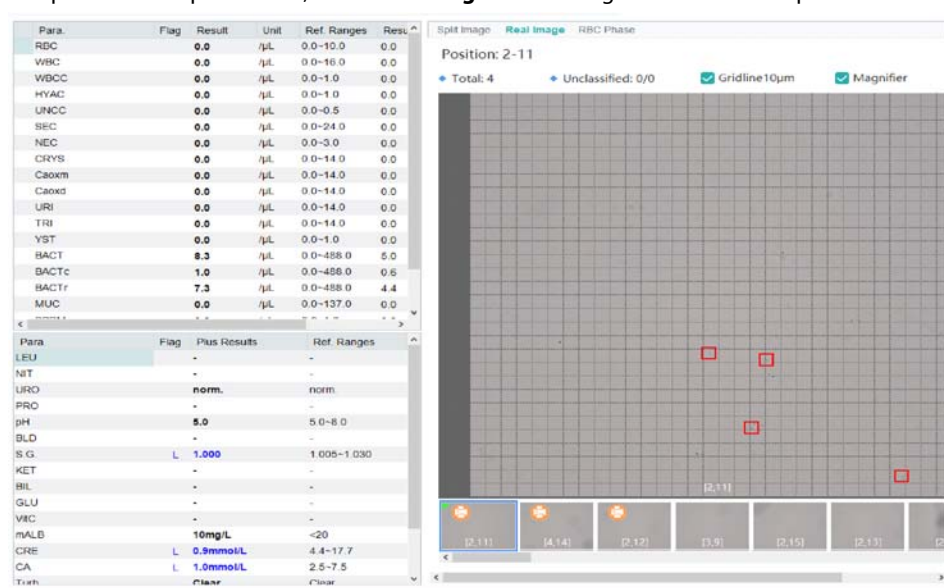 Para. Flag Result Unit Ref. Ranges
RBC 0.0 /μL 0.0~10.0 0.0
WBC 0.0 /μL 0.0~16.0 0.0
WBCC 0.0 /μL 0.0~1.0 0.0
HYAC 0.0 /μL 0.0~1.0 0.0
UNCC 0.0 /μL 0.0~0.5 0.0
SEC 0.0 /μL 0.0~24.0 0.0
NEC 0.0 /μL 0.0~3.0 0.0
CRYS 0.0 /μL 0.0~14.0 0.0
Caoxm 0.0 /μL 0.0~14.0 0.0
Caoxd 0.0 /μL 0.0~14.0 0.0
URI 0.0 /μL 0.0~14.0 0.0
TRI 0.0 /μL 0.0~14.0 0.0
YST 0.0 /μL 0.0~1.0 0.0
BACT 8.3 /μL 0.0~488.0 5.0
BACTc 1.0 /μL 0.0~488.0 0.6
BACTr 7.3 /μL 0.0~488.0 4.4
MUC 0.0 /μL 0.0~137.0 0.0
Para Flag Plus Results Ref. Ranges
LEU - -
NIT - -
URO norm. norm.
PRO - -
pH 5.0 5.0~8.0
BLD - -
S.G. L 1.000 1.005~1.030
KET - -
BIL - -
GLU - -
VitC - -
mALB 10mg/L <20
CRE L 0.9mmol/L 4.4~17.7
CA L 1.0mmol/L 2.5~7.5
Turb Clear Clear
Split Image Real Image RBC Phase
Position: 2-11
Total: 4 Unclassified: 0/0 Gridline10μm Magnifier
[2,11]
[2,11] [4,14] [2,12] [3,9] [2,15] [2,13]